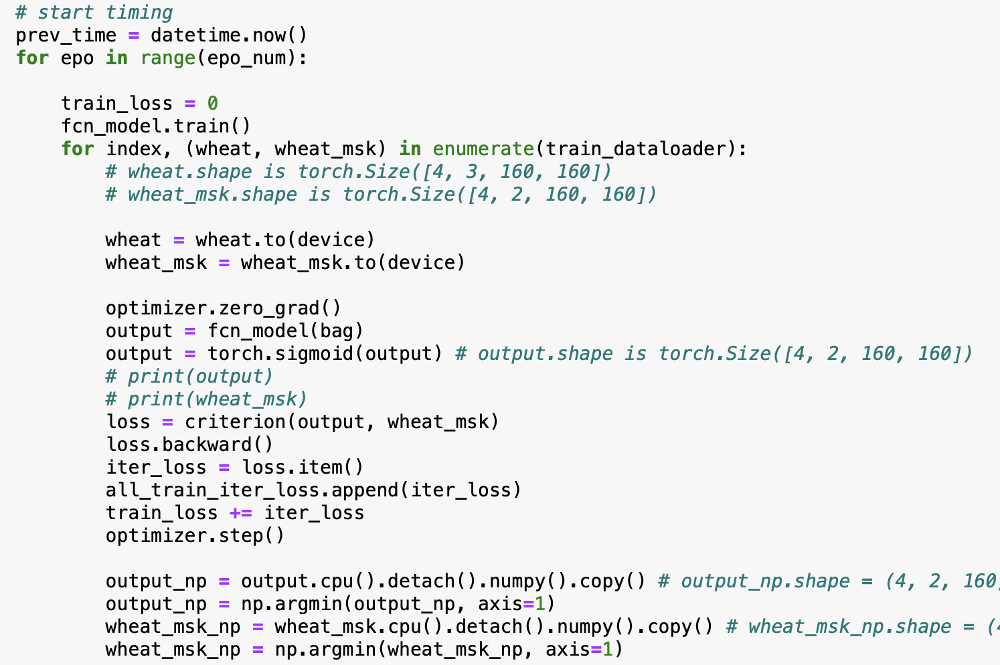 # start timing
prev_time = datetime.now()
for epo in range(epo_num):
train_loss = 0
fcn_model.train()
for index, (wheat, wheat_msk) in enumerate(train_dataloader):
# wheat.shape is torch.Size([4, 3, 160, 160])
# wheat_msk.shape is torch.Size([4, 2, 160, 160])
wheat = wheat.to(device)
wheat_msk = wheat_msk.to(device)
optimizer.zero_grad()
output = fcn_model(bag)
output = torch.sigmoid(output) # output.shape is torch.Size([4, 2, 160, 160])
# print(output)
# print(wheat_msk)
loss = criterion(output, wheat_msk)
loss.backward()
iter_loss = loss.item()
all_train_iter_loss.append(iter_loss)
train_loss += iter_loss
optimizer.step()
output_np = output.cpu().detach().numpy().copy() # output_np.shape = (4, 2, 160,
output_np = np.argmin(output_np, axis=1)
wheat_msk_np = wheat_msk.cpu().detach().numpy().copy() # wheat_msk_np.shape = (4
wheat_msk_np = np.argmin(wheat_msk_np, axis=1)